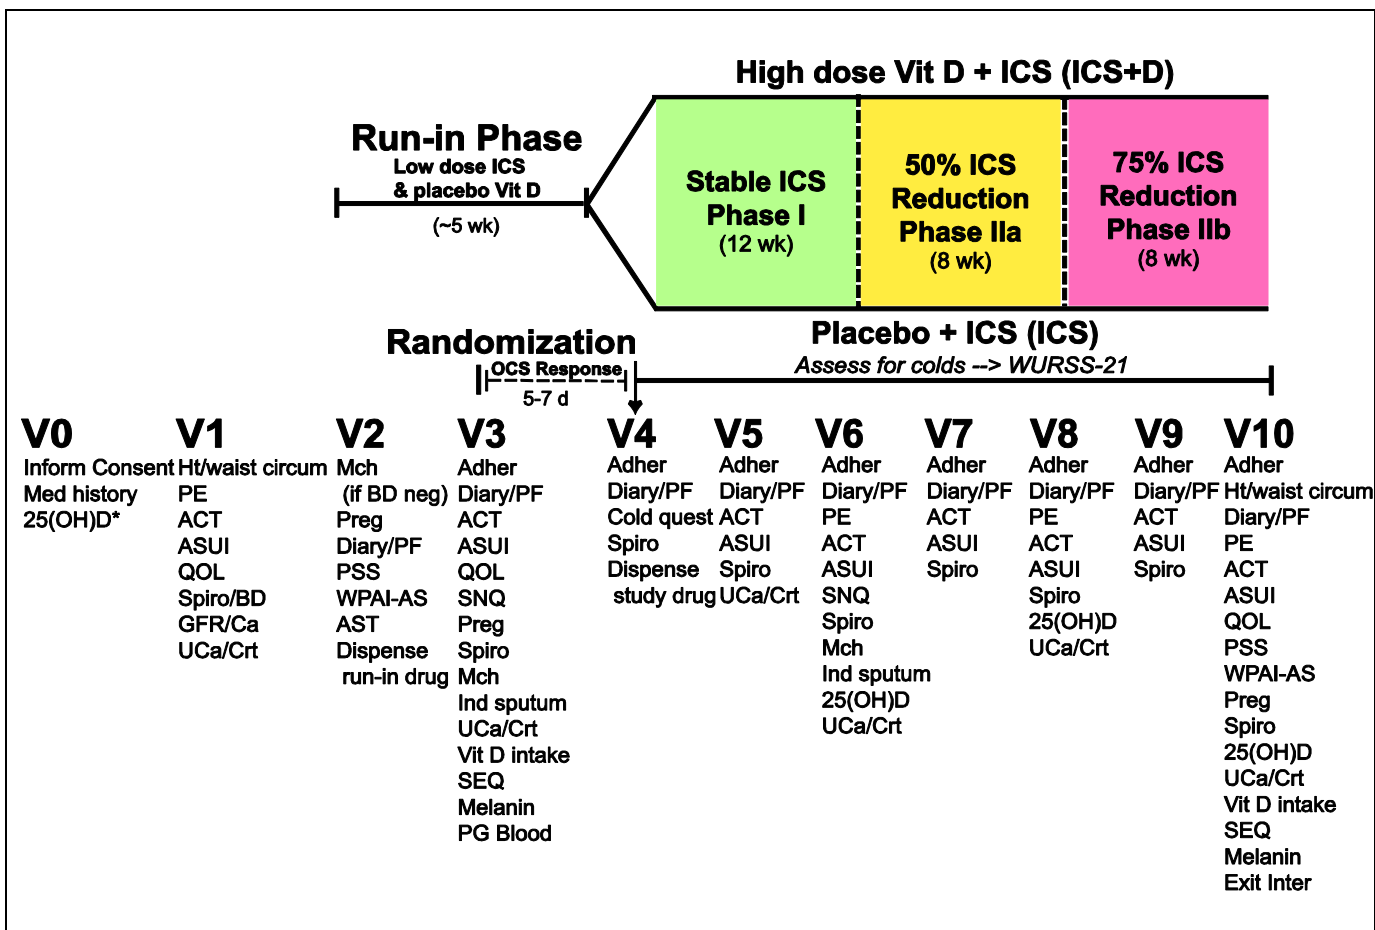 High dose Vit D + ICS (ICS+D)
Run-in Phase
Low dose ICS
& placebo Vit D
(~5 wk)
Stable ICS
Phase I
(12 wk)
50% ICS
Reduction
Phase IIa
(8 wk)
75% ICS
Reduction
Phase IIb
(8 wk)
Placebo + ICS (ICS)
Assess for colds --> WURSS-21
Randomization
OCS Response
5-7 d
V0
Inform Consent
Med history
25(OH)D*
V1
Ht/waist circum
PE
ACT
ASUI
QOL
Spiro/BD
GFR/Ca
UCa/Crt
V2
Mch
(if BD neg)
Preg
Diary/PF
PSS
WPAI-AS
AST
Dispense
run-in drug
V3
Adher
Diary/PF
ACT
ASUI
QOL
SNQ
Preg
Spiro
Mch
Ind sputum
UCa/Crt
Vit D intake
SEQ
Melanin
PG Blood
V4
Adher
Diary/PF
Cold quest
Spiro
Dispense
study drug
V5
Adher
Diary/PF
ACT
ASUI
Spiro
UCa/Crt
V6
Adher
Diary/PF
PE
ACT
ASUI
SNQ
Spiro
Mch
Ind sputum
25(OH)D
UCa/Crt
V7
Adher
Diary/PF
ACT
ASUI
Spiro
V8
Adher
Diary/PF
PE
ACT
ASUI
Spiro
25(OH)D
UCa/Crt
V9
Adher
Diary/PF
ACT
ASUI
Spiro
V10
Adher
Ht/waist circum
Diary/PF
PE
ACT
ASUI
QOL
PSS
WPAI-AS
Preg
Spiro
25(OH)D
UCa/Crt
Vit D intake
SEQ
Melanin
Exit Inter